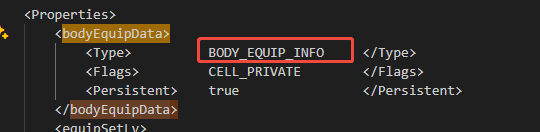 <Properties>
<bodyEquipData>
<Type> BODY_EQUIP_INFO </Type>
<Flags> CELL_PRIVATE </Flags>
<Persistent> true </Persistent>
</bodyEquipData>
<equipSetLv>